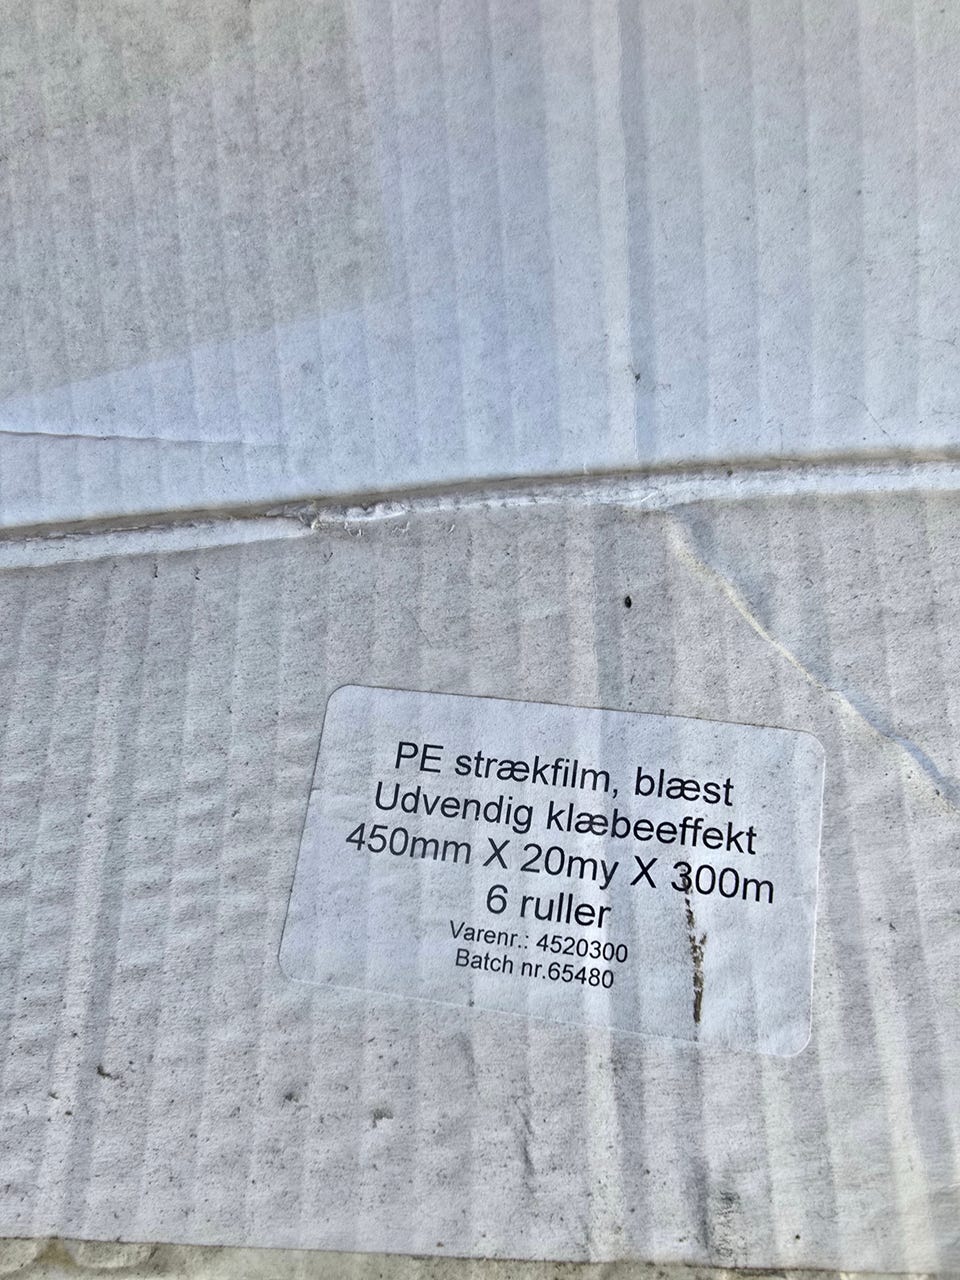 PE strækfilm, blæst
Udvendig klæbeeffekt
450mm X 20my X 300m
6 ruller
Varenr.: 4520300
Batch nr.65480